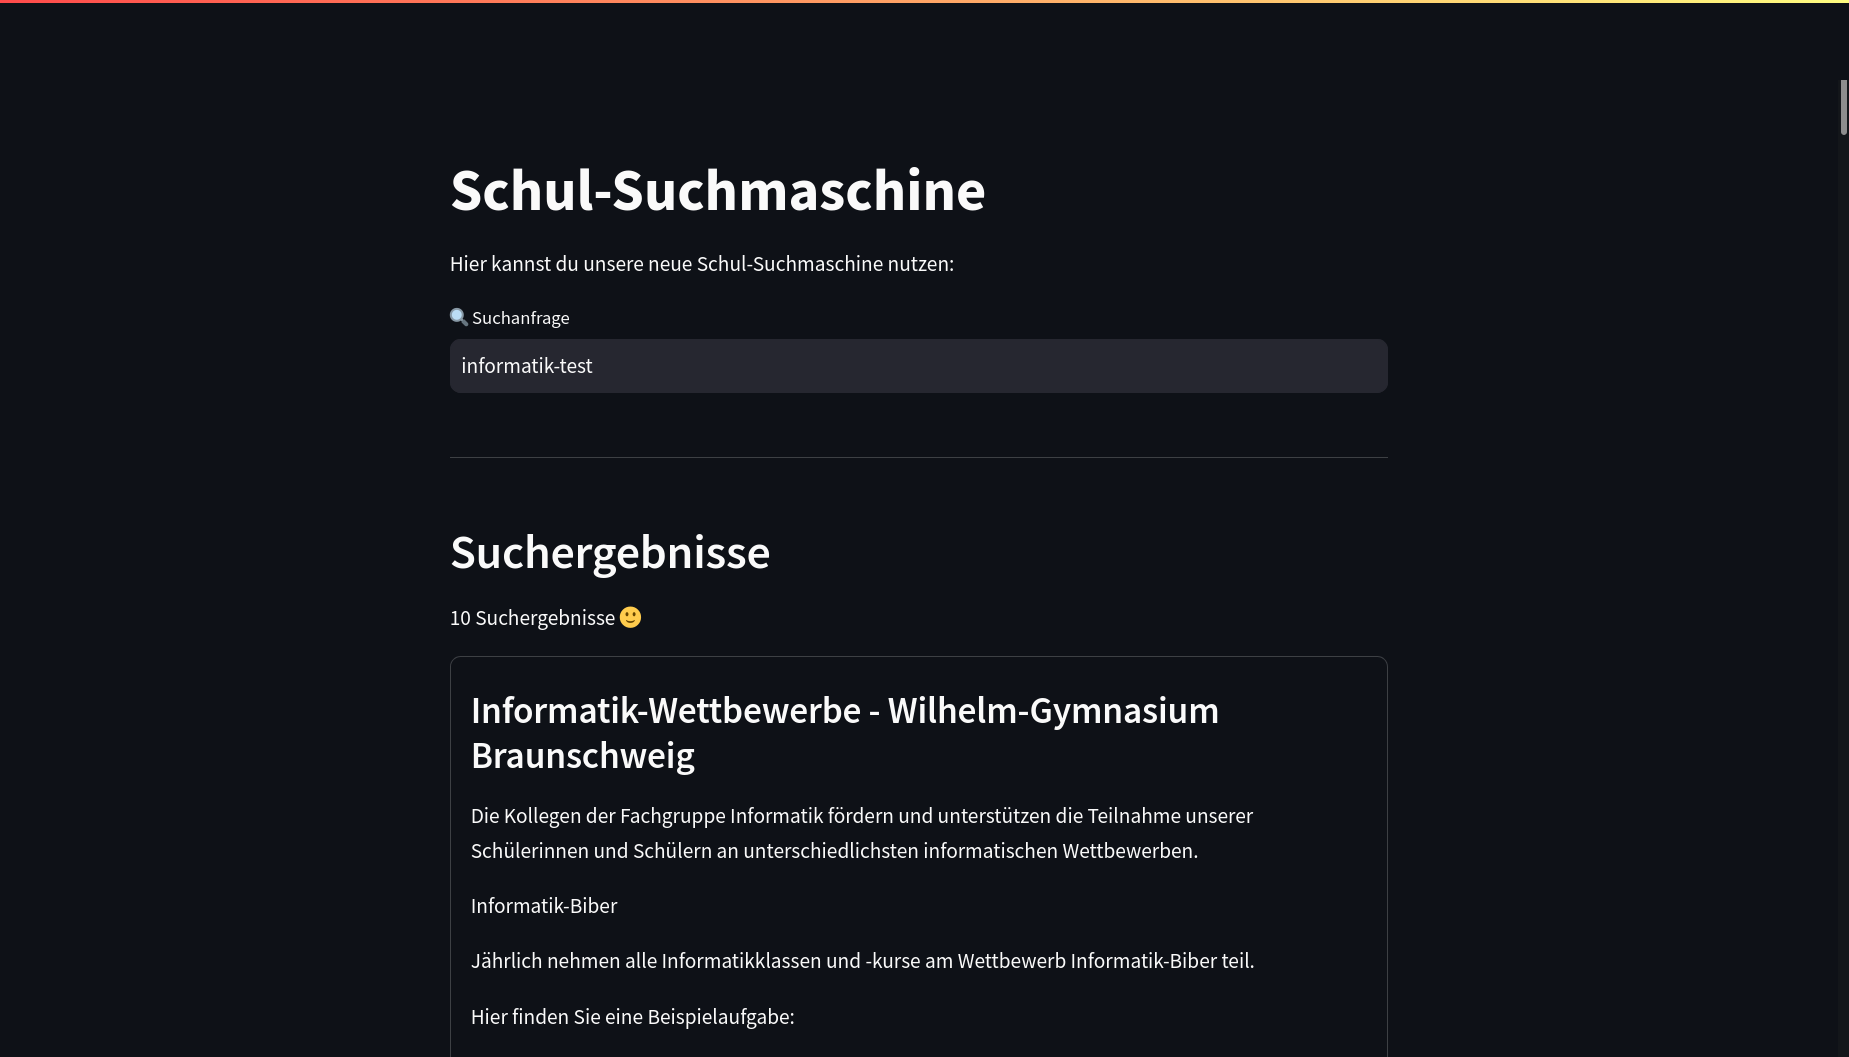 Schul-Suchmaschine
Hier kannst du unsere neue Schul-Suchmaschine nutzen:
🔍 Suchanfrage
informatik-test
Suchergebnisse
10 Suchergebnisse 🙂
Informatik-Wettbewerbe - Wilhelm-Gymnasium
Braunschweig
Die Kollegen der Fachgruppe Informatik fördern und unterstützen die Teilnahme unserer
Schülerinnen und Schülern an unterschiedlichsten informatischen Wettbewerben.
Informatik-Biber
Jährlich nehmen alle Informatikklassen und -kurse am Wettbewerb Informatik-Biber teil.
Hier finden Sie eine Beispielaufgabe: